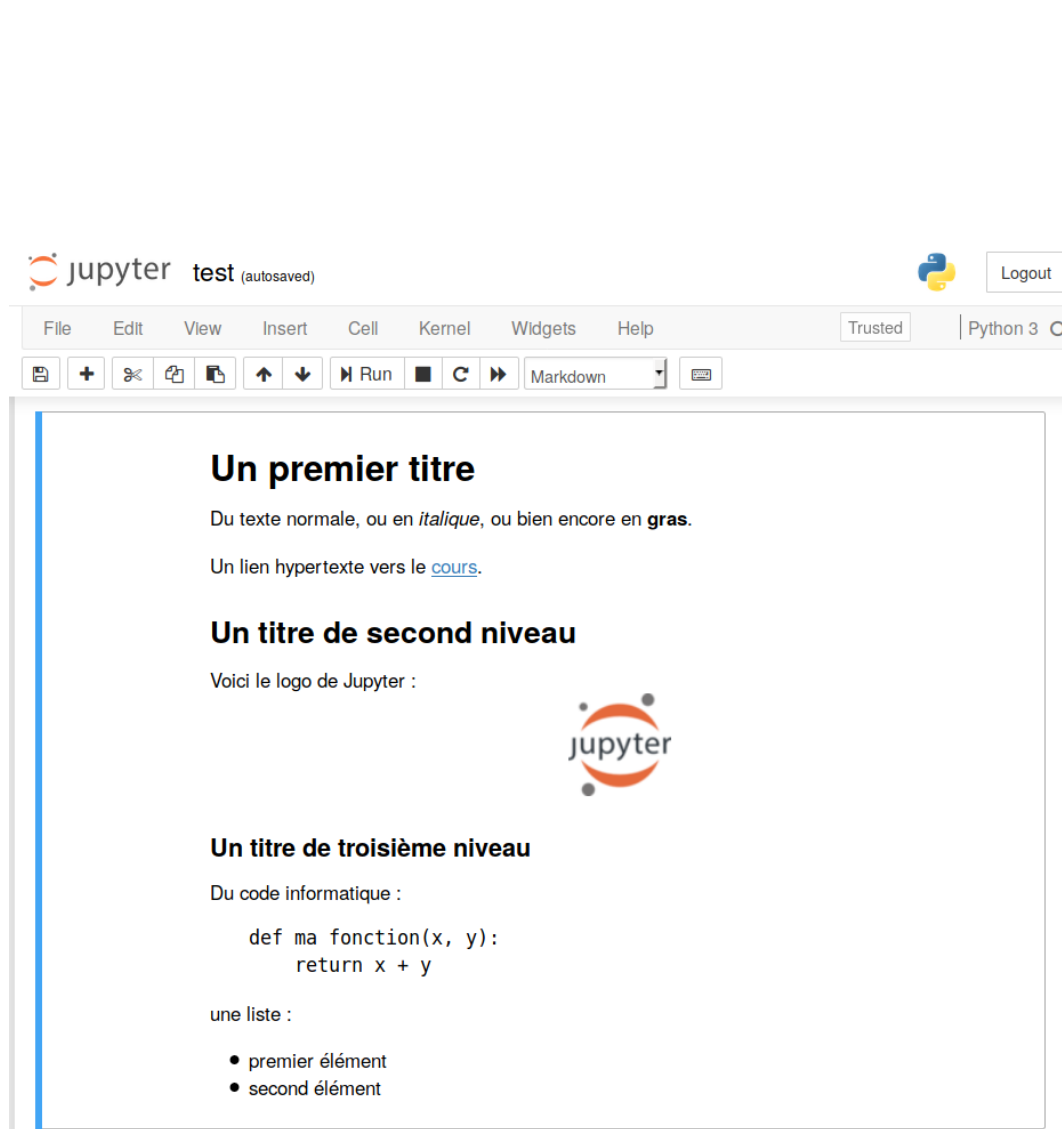 jupyter test (autosaved) Logout
File Edit View Insert Cell Kernel Widgets Help Trusted Python 3
Run Markdown
Un premier titre
Du texte normale, ou en italique, ou bien encore en gras.
Un lien hypertexte vers le cours.
Un titre de second niveau
Voici le logo de Jupyter :
jupyter
Un titre de troisième niveau
Du code informatique :
def ma fonction(x, y):
    return x + y
une liste :
premier élément
second élément